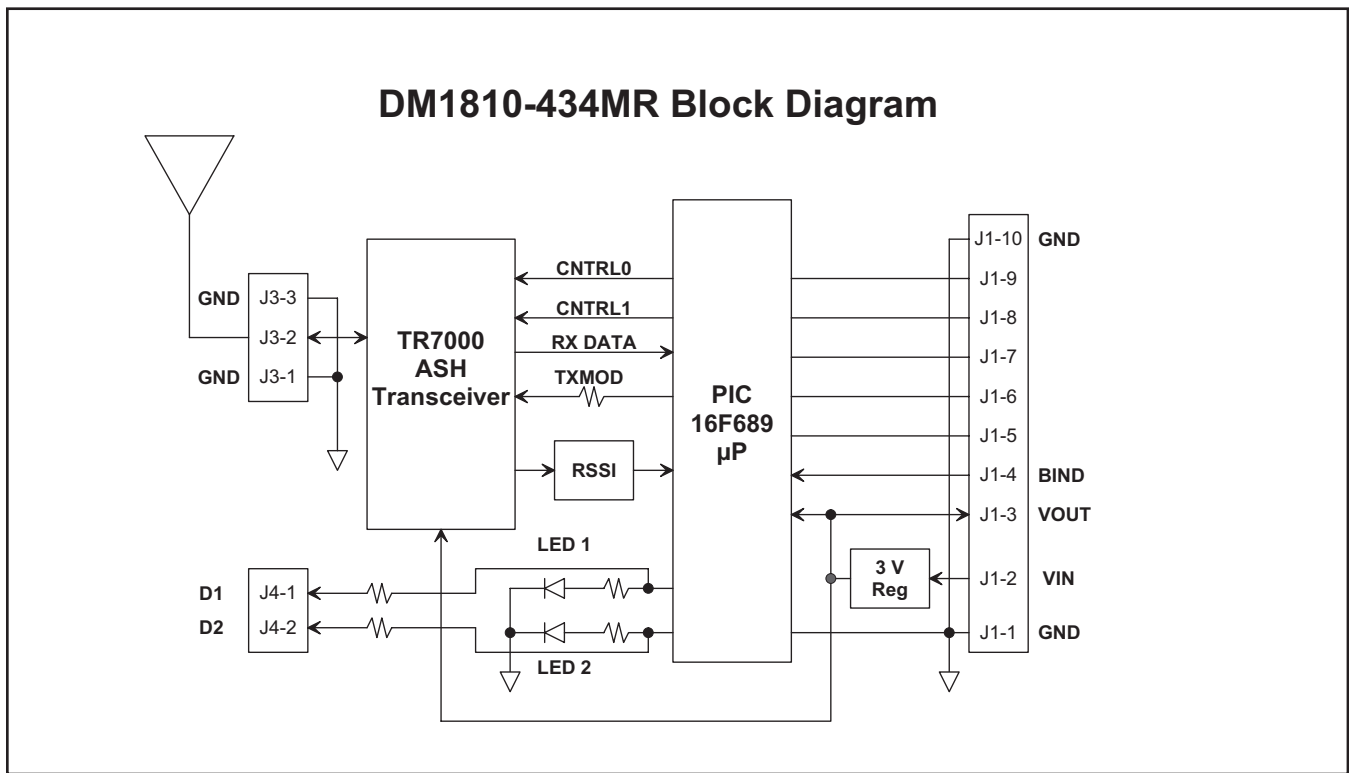 DM1810-434MR Block Diagram
GND
J3-3
J3-2
GND
J3-1
TR7000
ASH
Transceiver
CNTRL0
CNTRL1
RX DATA
TXMOD
RSSI
PIC
16F689
µP
J1-10
GND
J1-9
J1-8
J1-7
J1-6
J1-5
J1-4
BIND
J1-3
VOUT
3 V
Reg
J1-2
VIN
J1-1
GND
LED 1
D1
J4-1
D2
J4-2
LED 2